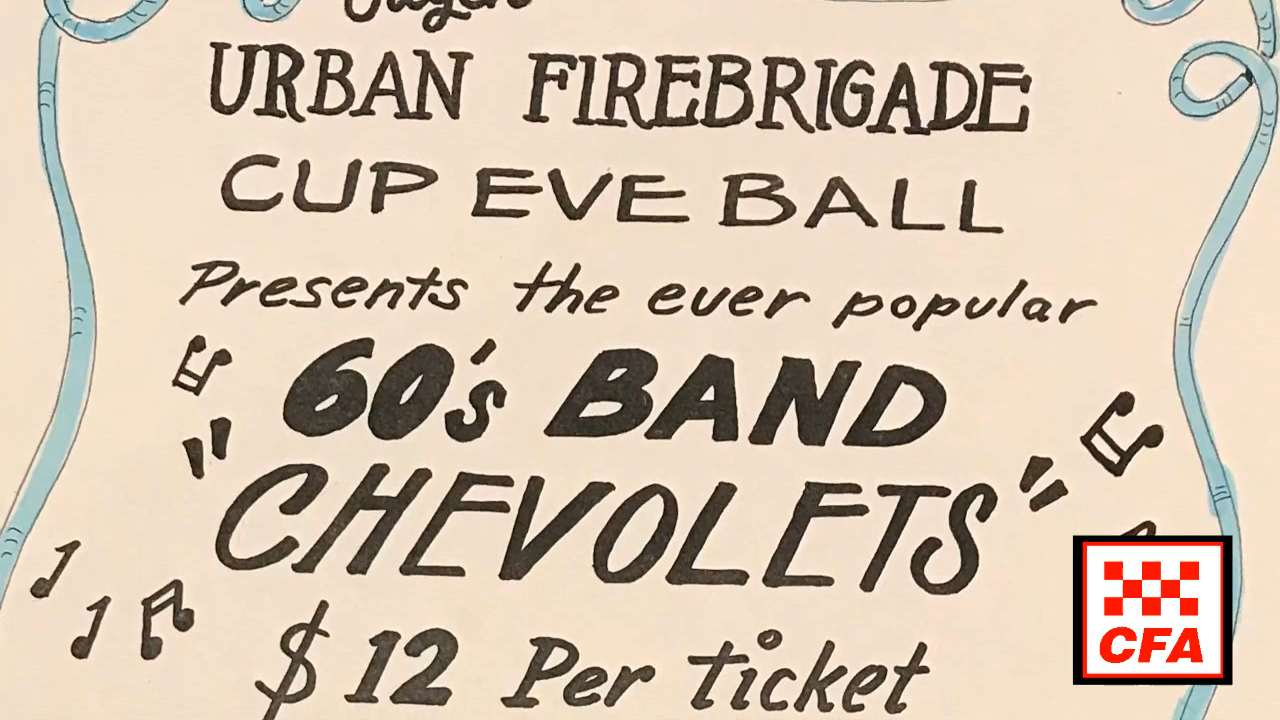 URBAN FIREBRIGADE
CUP EVE BALL
Presents the ever popular
60's BAND
"CHEVOLETS"
$12 Per ticket
CFA